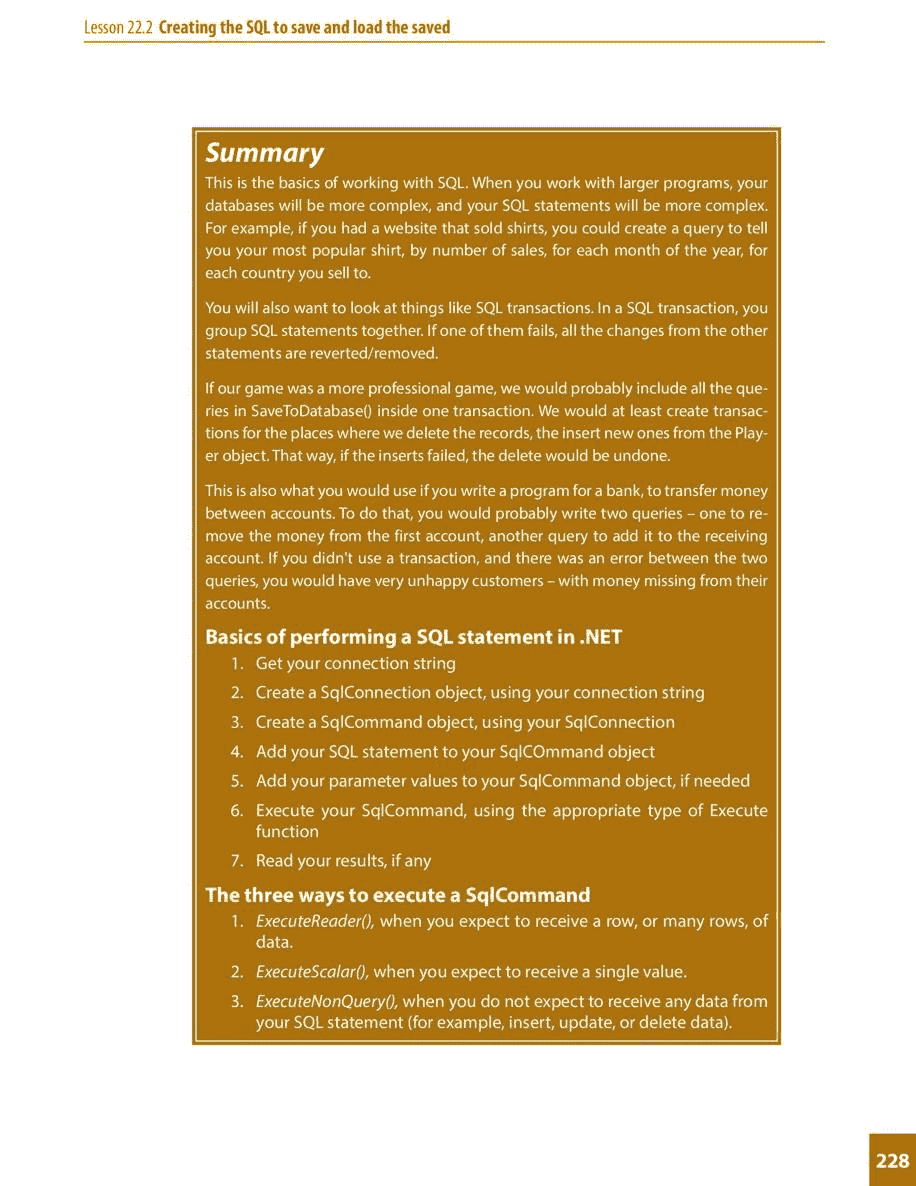 Lesson 22.2 Creating the SQL to save and load the saved
Summary
This is the basics of working with SQL. When you work with larger programs, your
databases will be more complex, and your SQL statements will be more complex.
For example, if you had a website that sold shirts, you could create a query to tell
you your most popular shirt, by number of sales, for each month of the year, for
each country you sell to.
You will also want to look at things like SQL transactions. In a SQL transaction, you
group SQL statements together. If one of them fails, all the changes from the other
statements are reverted/removed.
If our game was a more professional game, we would probably include all the que-
ries in SaveToDatabase() inside one transaction. We would at least create transac-
tions for the places where we delete the records, the insert new ones from the Play-
er object. That way, if the inserts failed, the delete would be undone.
This is also what you would use if you write a program for a bank, to transfer money
between accounts. To do that, you would probably write two queries – one to re-
move the money from the first account, another query to add it to the receiving
account. If you didn't use a transaction, and there was an error between the two
queries, you would have very unhappy customers – with money missing from their
accounts.
Basics of performing a SQL statement in .NET
1. Get your connection string
2. Create a SqlConnection object, using your connection string
3. Create a SqlCommand object, using your SqlConnection
4. Add your SQL statement to your SqlCOmmand object
5. Add your parameter values to your SqlCommand object, if needed
6. Execute your SqlCommand, using the appropriate type of Execute
function
7. Read your results, if any
The three ways to execute a SqlCommand
1. ExecuteReader(), when you expect to receive a row, or many rows, of
data.
2. ExecuteScalar(), when you expect to receive a single value.
3. ExecuteNonQuery(), when you do not expect to receive any data from
your SQL statement (for example, insert, update, or delete data).
228